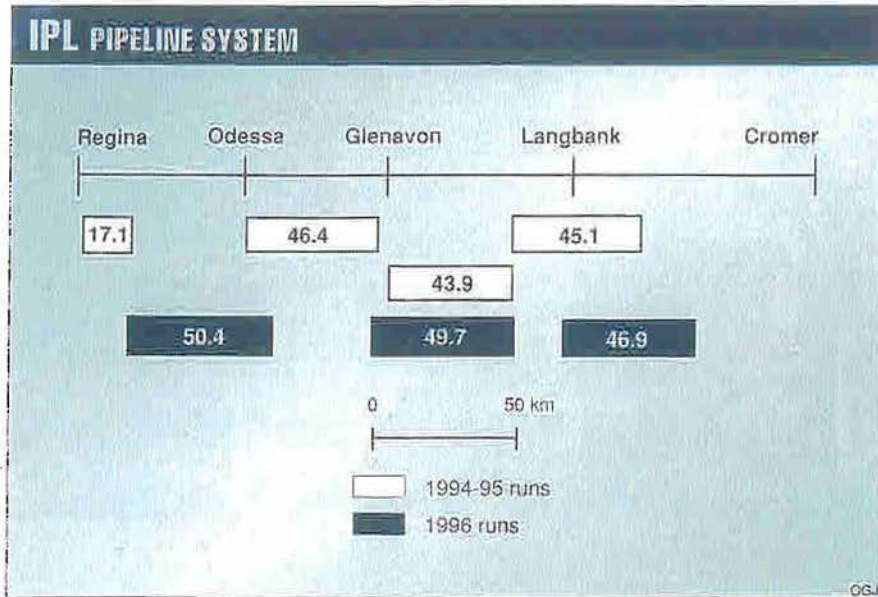 IPL PIPELINE SYSTEM
Regina Odessa Glenavon Langbank Cromer
17.1 46.4 45.1
43.9
50.4 49.7 46.9
0 50 km
1994-95 runs
1996 runs
OGJ